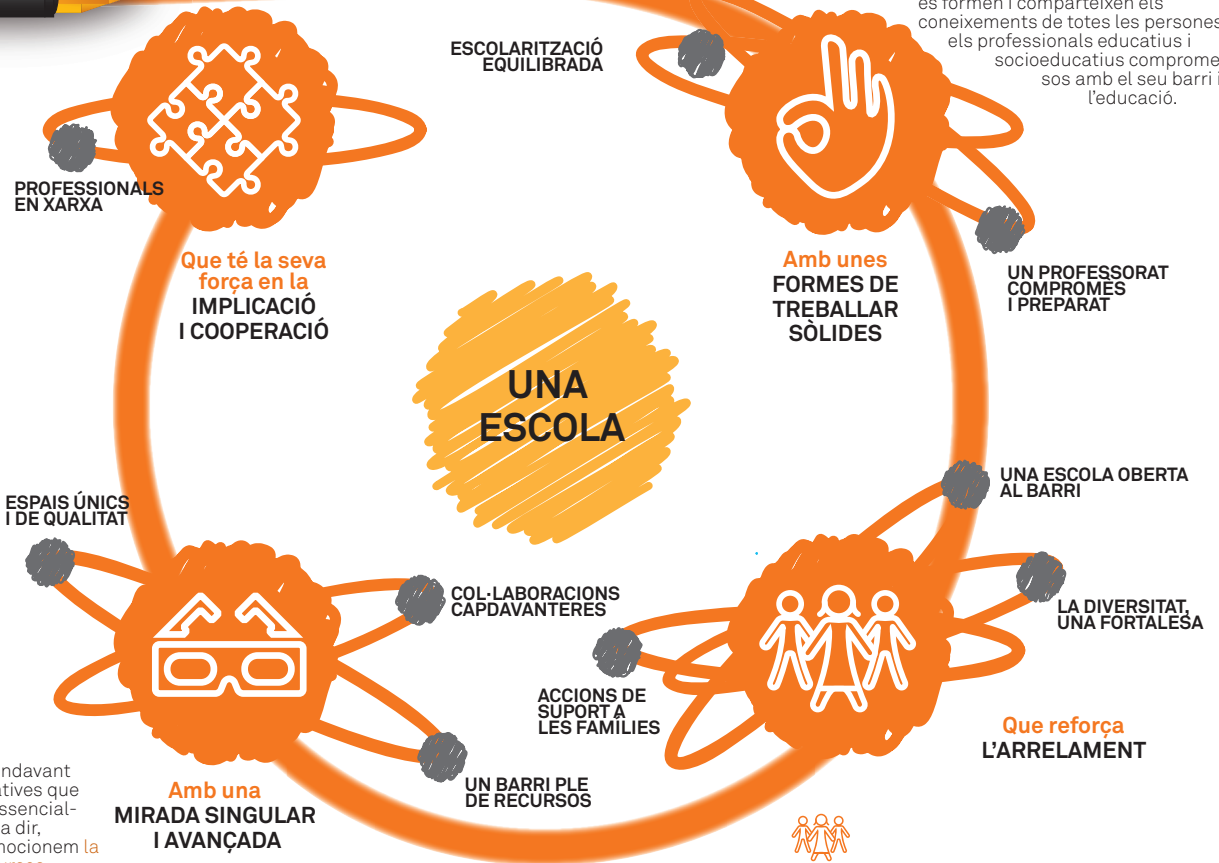 es formen i comparteixen els
coneixements de totes les persones
els professionals educatius i
socioeducatius comprome
sos amb el seu barri i
l'educació.
ESCOLARITZACIÓ
EQUILIBRADA
PROFESSIONALS
EN XARXA
Que té la seva
força en la
IMPLICACIÓ
I COOPERACIÓ
Amb unes
FORMES DE
TREBALLAR
SÒLIDES
UN PROFESSORAT
COMPROMÈS
I PREPARAT
UNA
ESCOLA
UNA ESCOLA OBERTA
AL BARRI
ESPAIS ÚNICS
I DE QUALITAT
COL·LABORACIONS
CAPDAVANTERES
LA DIVERSITAT,
UNA FORTALESA
ACCIONS DE
SUPORT A
LES FAMÍLIES
Que reforça
L'ARRELAMENT
UN BARRI PLE
DE RECURSOS
Amb una
MIRADA SINGULAR
I AVANÇADA
ndavant
atives que
ssencial-
a dir,
nocionem la